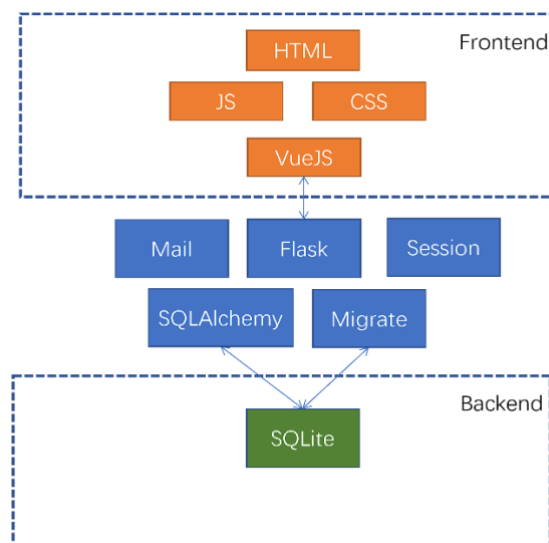 Frontend
HTML
JS
CSS
VueJS
Mail
Flask
Session
SQLAlchemy
Migrate
Backend
SQLite